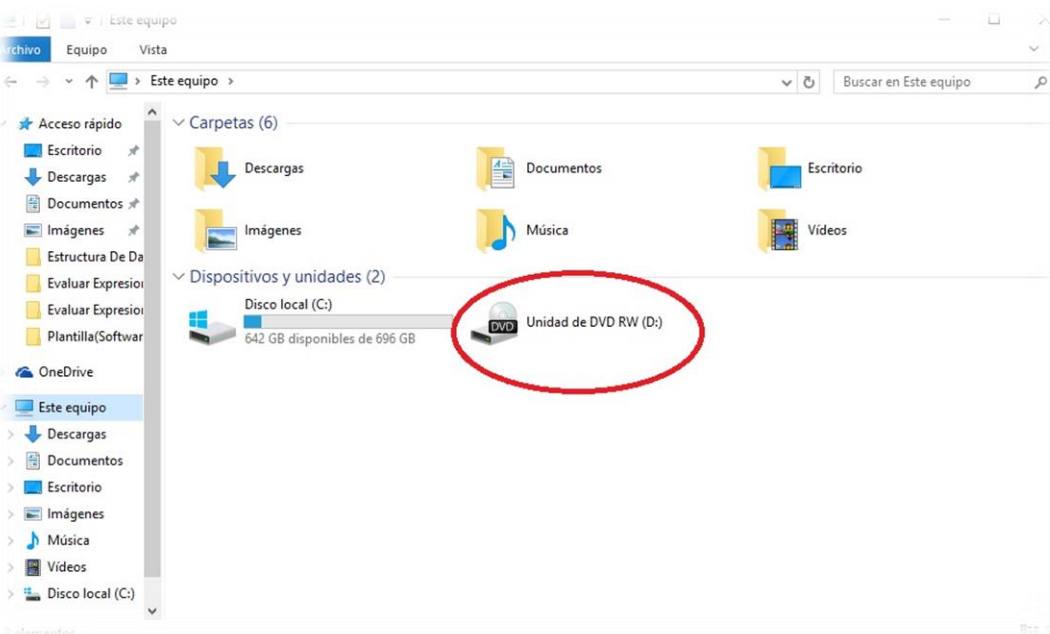 Este equipo
Archivo Equipo Vista
Este equipo
Buscar en Este equipo
Acceso rápido
Escritorio
Descargas
Documentos
Imágenes
Estructura De Da
Evaluar Expresion
Evaluar Expresion
Plantilla(Softwar
OneDrive
Este equipo
Descargas
Documentos
Escritorio
Imágenes
Música
Vídeos
Disco local (C:)
Carpetas (6)
Descargas
Documentos
Escritorio
Imágenes
Música
Vídeos
Dispositivos y unidades (2)
Disco local (C:)
642 GB disponibles de 696 GB
DVD
Unidad de DVD RW (D:)
elementos